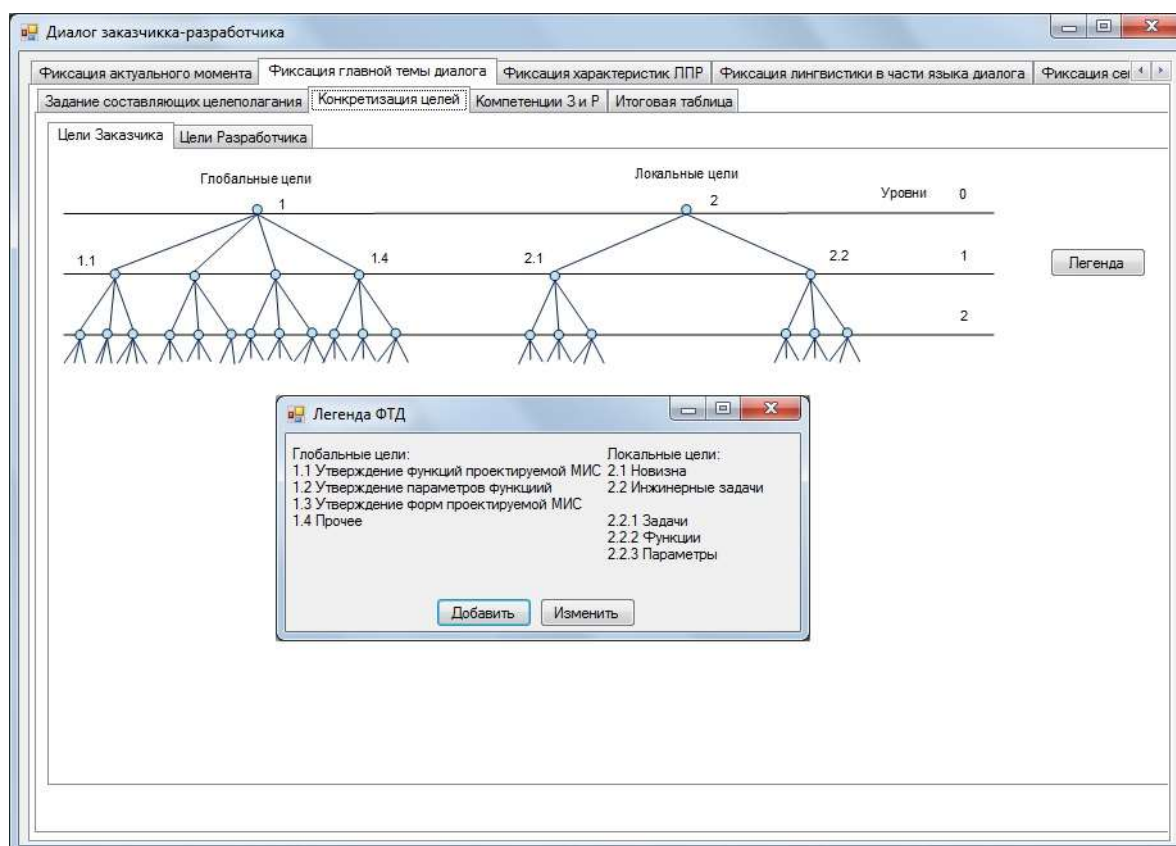 Диалог заказчикка-разработчика
Фиксация актуального момента Фиксация главной темы диалога Фиксация характеристик ЛПР Фиксация лингвистики в части языка диалога Фиксация сег
Задание составляющих целеполагания Конкретизация целей Компетенции З и Р Итоговая таблица
Цели Заказчика Цели Разработчика
Глобальные цели Локальные цели
1 2 Уровни 0
1.1 1.4 2.1 2.2 1
Легенда
2
Легенда ФТД
Глобальные цели: Локальные цели:
1.1 Утверждение функций проектируемой МИС 2.1 Новизна
1.2 Утверждение параметров функциий 2.2 Инжинерные задачи
1.3 Утверждение форм проектируемой МИС
1.4 Прочее 2.2.1 Задачи
2.2.2 Функции
2.2.3 Параметры
Добавить Изменить